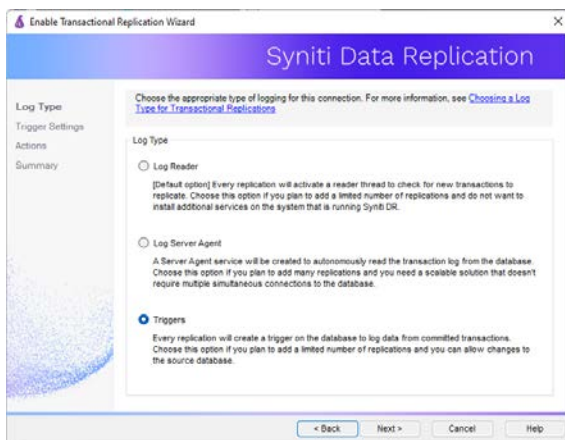 Enable Transactional Replication Wizard
Syniti Data Replication
Log Type
Trigger Settings
Actions
Summary
Choose the appropriate type of logging for this connection. For more information, see Choosing a Log
Type for Transactional Replications
Log Type
Log Reader
[Default option] Every replication will activate a reader thread to check for new transactions to
replicate. Choose this option if you plan to add a limited number of replications and do not want to
install additional services on the system that is running Syniti DR.
Log Server Agent
A Server Agent service will be created to autonomously read the transaction log from the database.
Choose this option if you plan to add many replications and you need a scalable solution that doesn't
require multiple simultaneous connections to the database.
Triggers
Every replication will create a trigger on the database to log data from committed transactions.
Choose this option if you plan to add a limited number of replications and you can allow changes to
the source database.
< Back
Next >
Cancel
Help